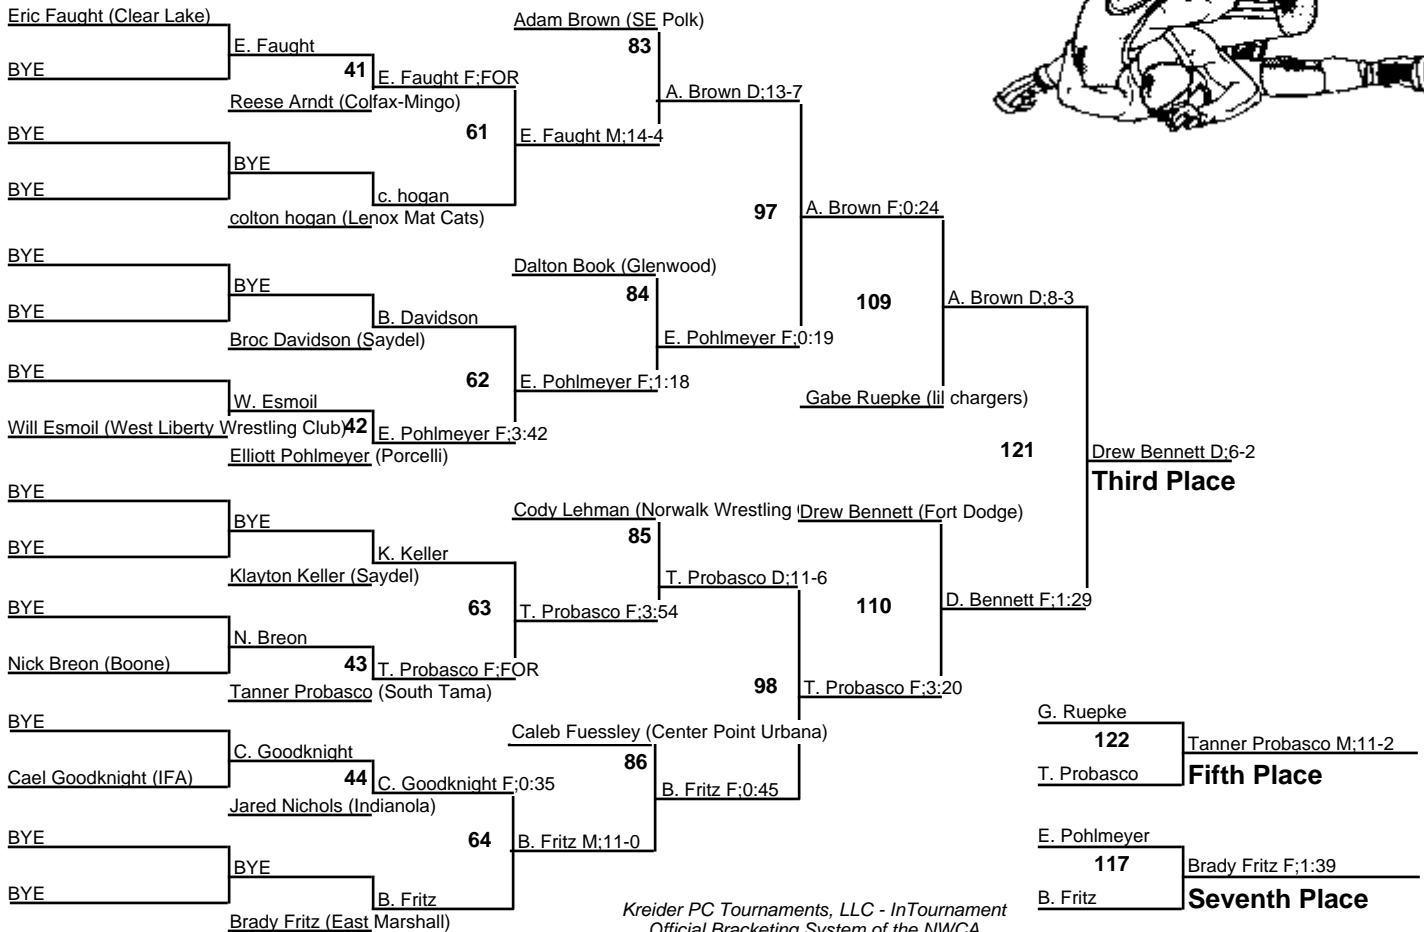 Eric Faught (Clear Lake)
BYE
E. Faught
41
Reese Arndt (Colfax-Mingo)
E. Faught F;FOR
BYE
BYE
BYE
colton hogan (Lenox Mat Cats)
c. hogan
61
E. Faught M;14-4
Adam Brown (SE Polk)
83
A. Brown D;13-7
BYE
BYE
BYE
Broc Davidson (Saydel)
B. Davidson
BYE
Will Esmoil (West Liberty Wrestling Club)
W. Esmoil
42
Elliott Pohlmeyer (Porcelli)
E. Pohlmeyer F;3:42
62
E. Pohlmeyer F;1:18
Dalton Book (Glenwood)
84
E. Pohlmeyer F;0:19
97
A. Brown F;0:24
109
Gabe Ruepke (lil chargers)
A. Brown D;8-3
BYE
BYE
BYE
Klayton Keller (Saydel)
K. Keller
BYE
Nick Breon (Boone)
N. Breon
43
Tanner Probasco (South Tama)
T. Probasco F;FOR
63
T. Probasco F;3:54
Cody Lehman (Norwalk Wrestling
85
T. Probasco D;11-6
BYE
Cael Goodknight (IFA)
C. Goodknight
44
Jared Nichols (Indianola)
C. Goodknight F;0:35
BYE
BYE
BYE
Brady Fritz (East Marshall)
B. Fritz
64
B. Fritz M;11-0
Caleb Fuessley (Center Point Urbana)
86
B. Fritz F;0:45
98
T. Probasco F;3:20
Drew Bennett (Fort Dodge)
110
D. Bennett F;1:29
121
Drew Bennett D;6-2
Third Place
G. Ruepke
122
T. Probasco
Tanner Probasco M;11-2
Fifth Place
E. Pohlmeyer
117
B. Fritz
Brady Fritz F;1:39
Seventh Place
Kreider PC Tournaments, LLC - InTournament
Official Bracketing System of the NWCA